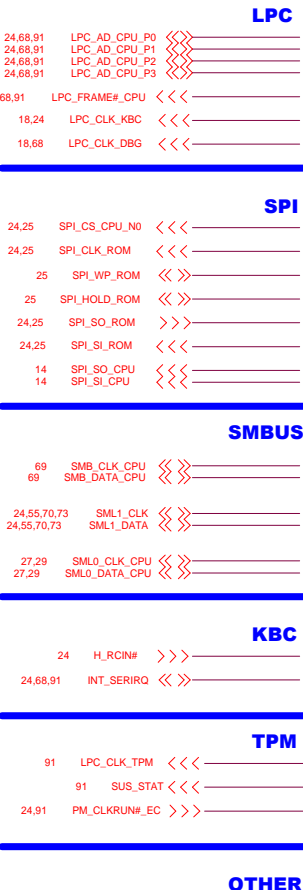 LPC
24,68,91 LPC_AD_CPU_P0
24,68,91 LPC_AD_CPU_P1
24,68,91 LPC_AD_CPU_P2
24,68,91 LPC_AD_CPU_P3
68,91 LPC_FRAME#_CPU
18,24 LPC_CLK_KBC
18,68 LPC_CLK_DBG
SPI
24,25 SPI_CS_CPU_N0
24,25 SPI_CLK_ROM
25 SPI_WP_ROM
25 SPI_HOLD_ROM
24,25 SPI_SO_ROM
24,25 SPI_SI_ROM
14 SPI_SO_CPU
14 SPI_SI_CPU
SMBUS
69 SMB_CLK_CPU
69 SMB_DATA_CPU
24,55,70,73 SML1_CLK
24,55,70,73 SML1_DATA
27,29 SML0_CLK_CPU
27,29 SML0_DATA_CPU
KBC
24 H_RCIN#
24,68,91 INT_SERIRQ
TPM
91 LPC_CLK_TPM
91 SUS_STAT
24,91 PM_CLKRUN#_EC
OTHER